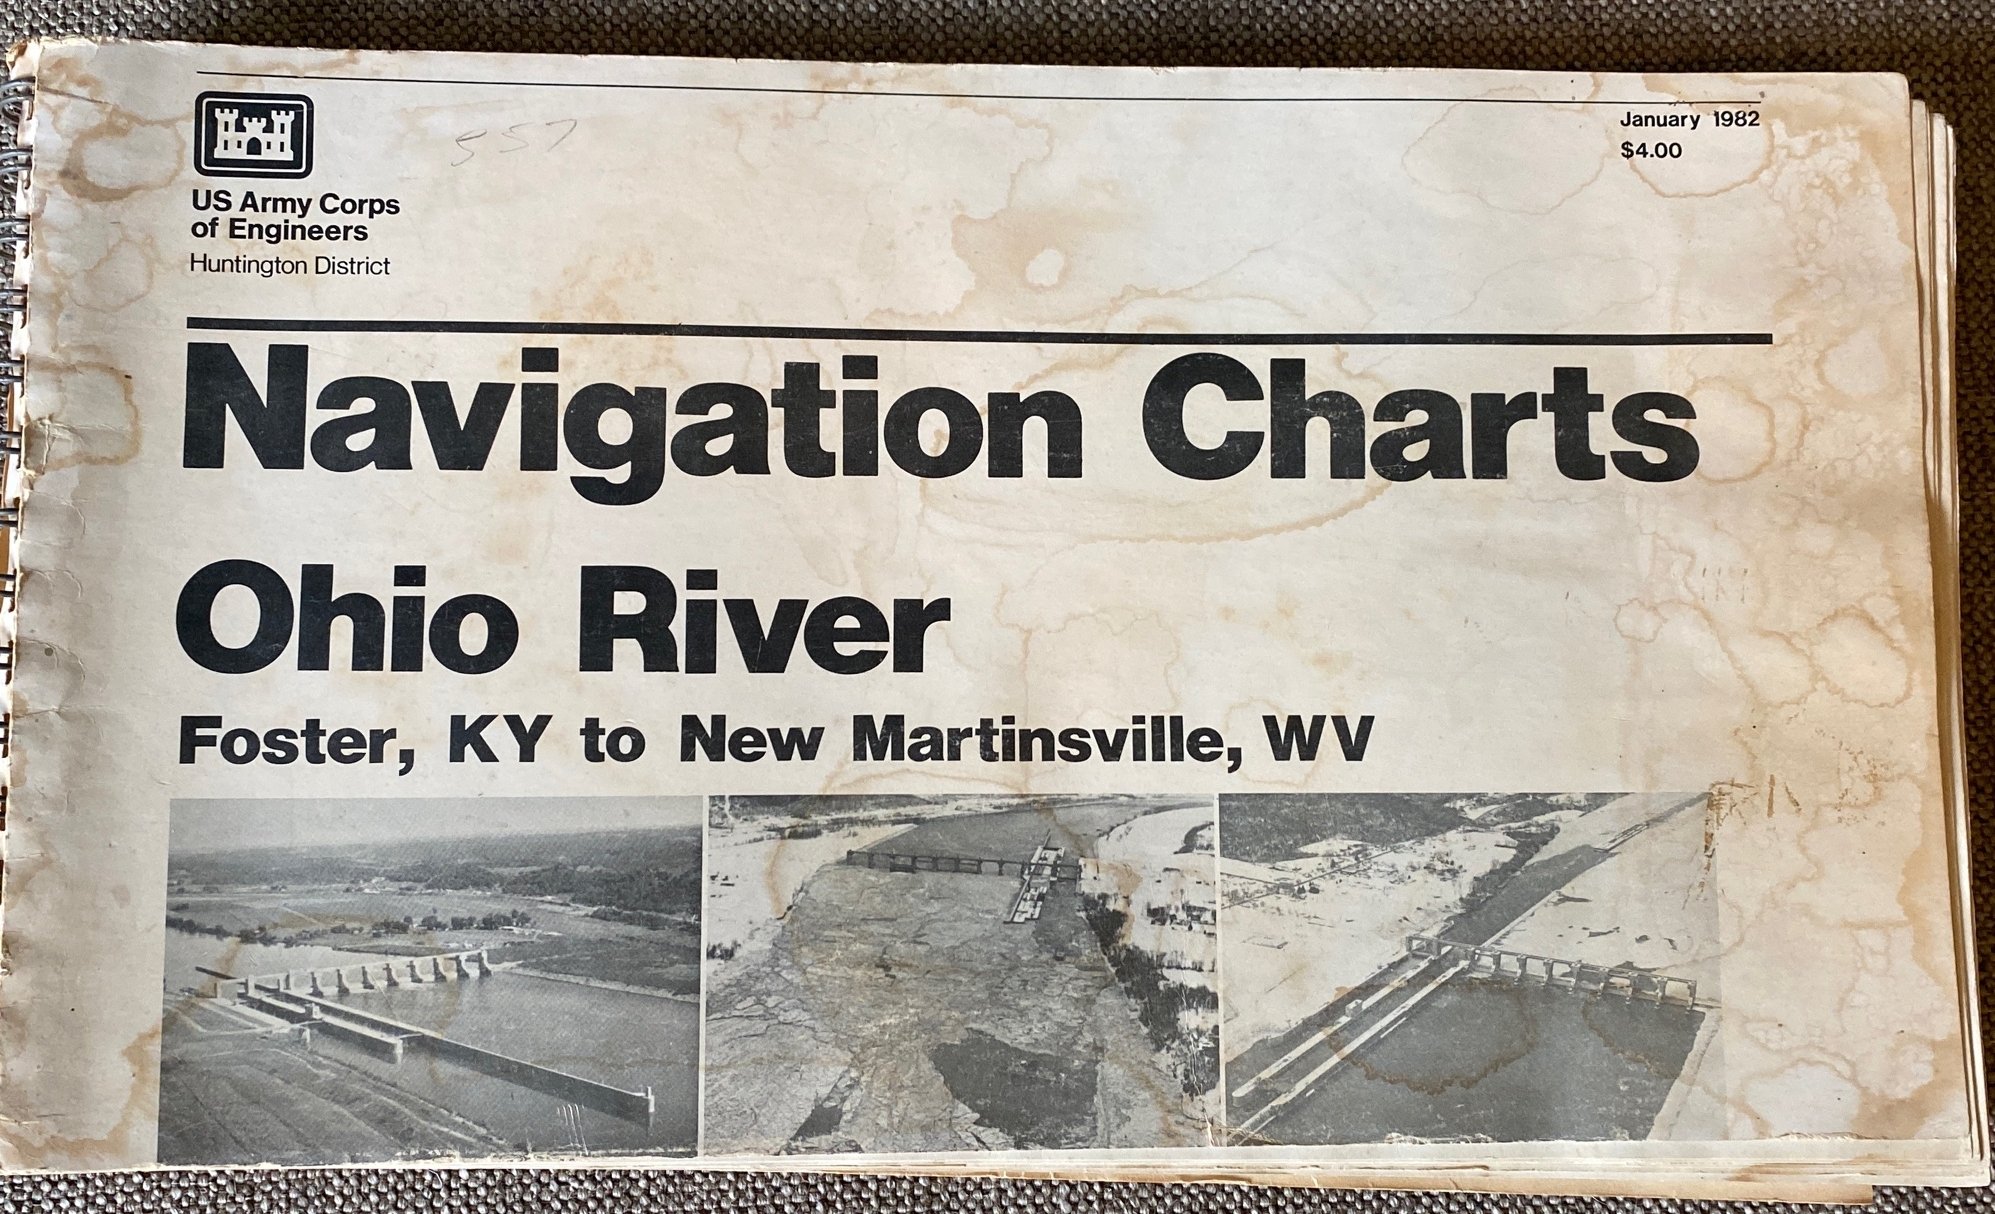 557
January 1982
$4.00
US Army Corps
of Engineers
Huntington District
Navigation Charts
Ohio River
Foster, KY to New Martinsville, WV